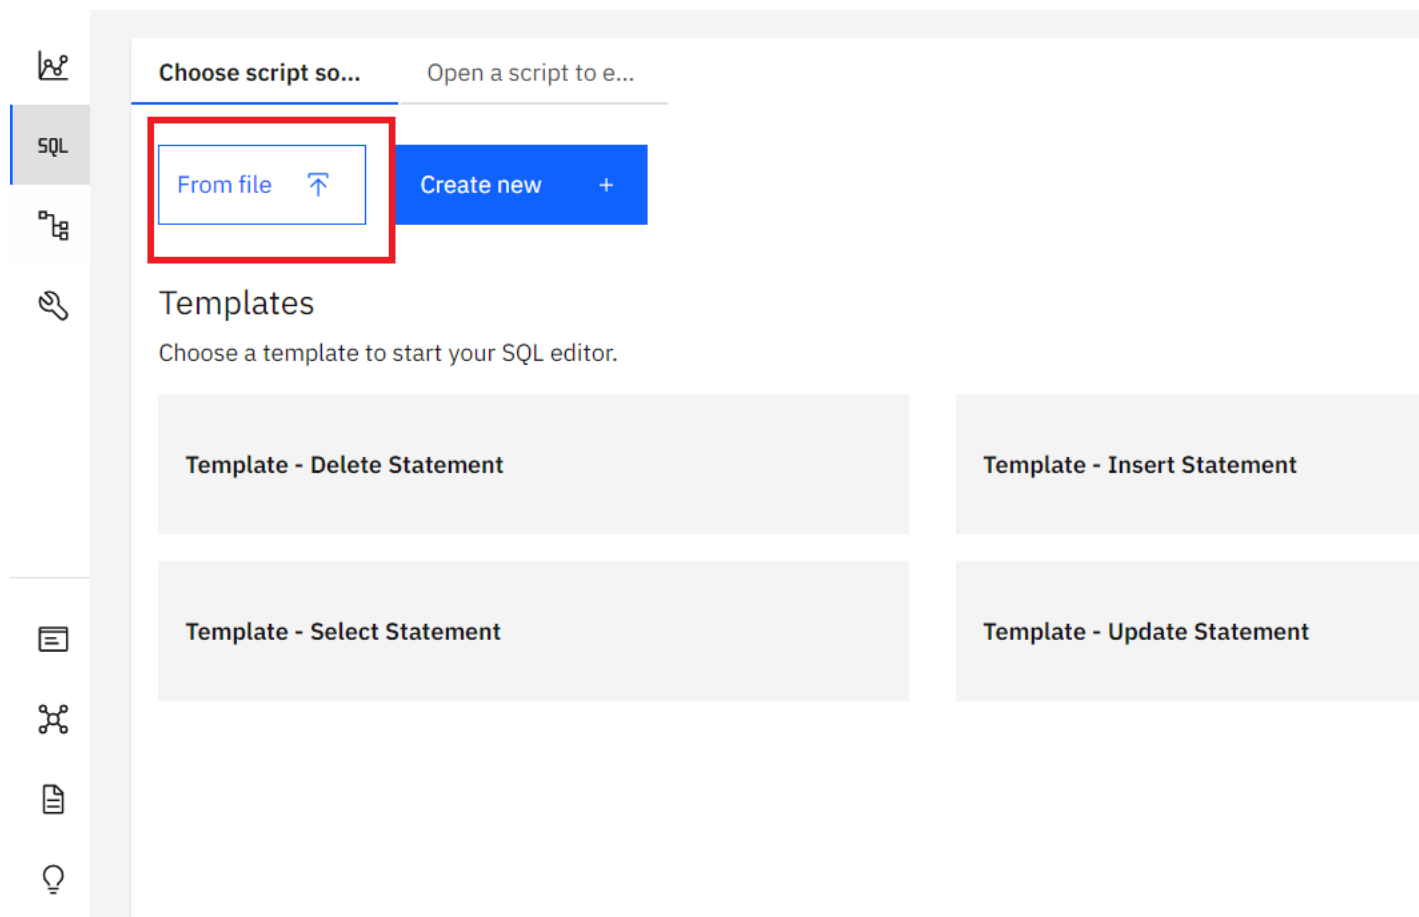 Choose script so...
Open a script to e...
SQL
From file
Create new +
Templates
Choose a template to start your SQL editor.
Template - Delete Statement
Template - Insert Statement
Template - Select Statement
Template - Update Statement